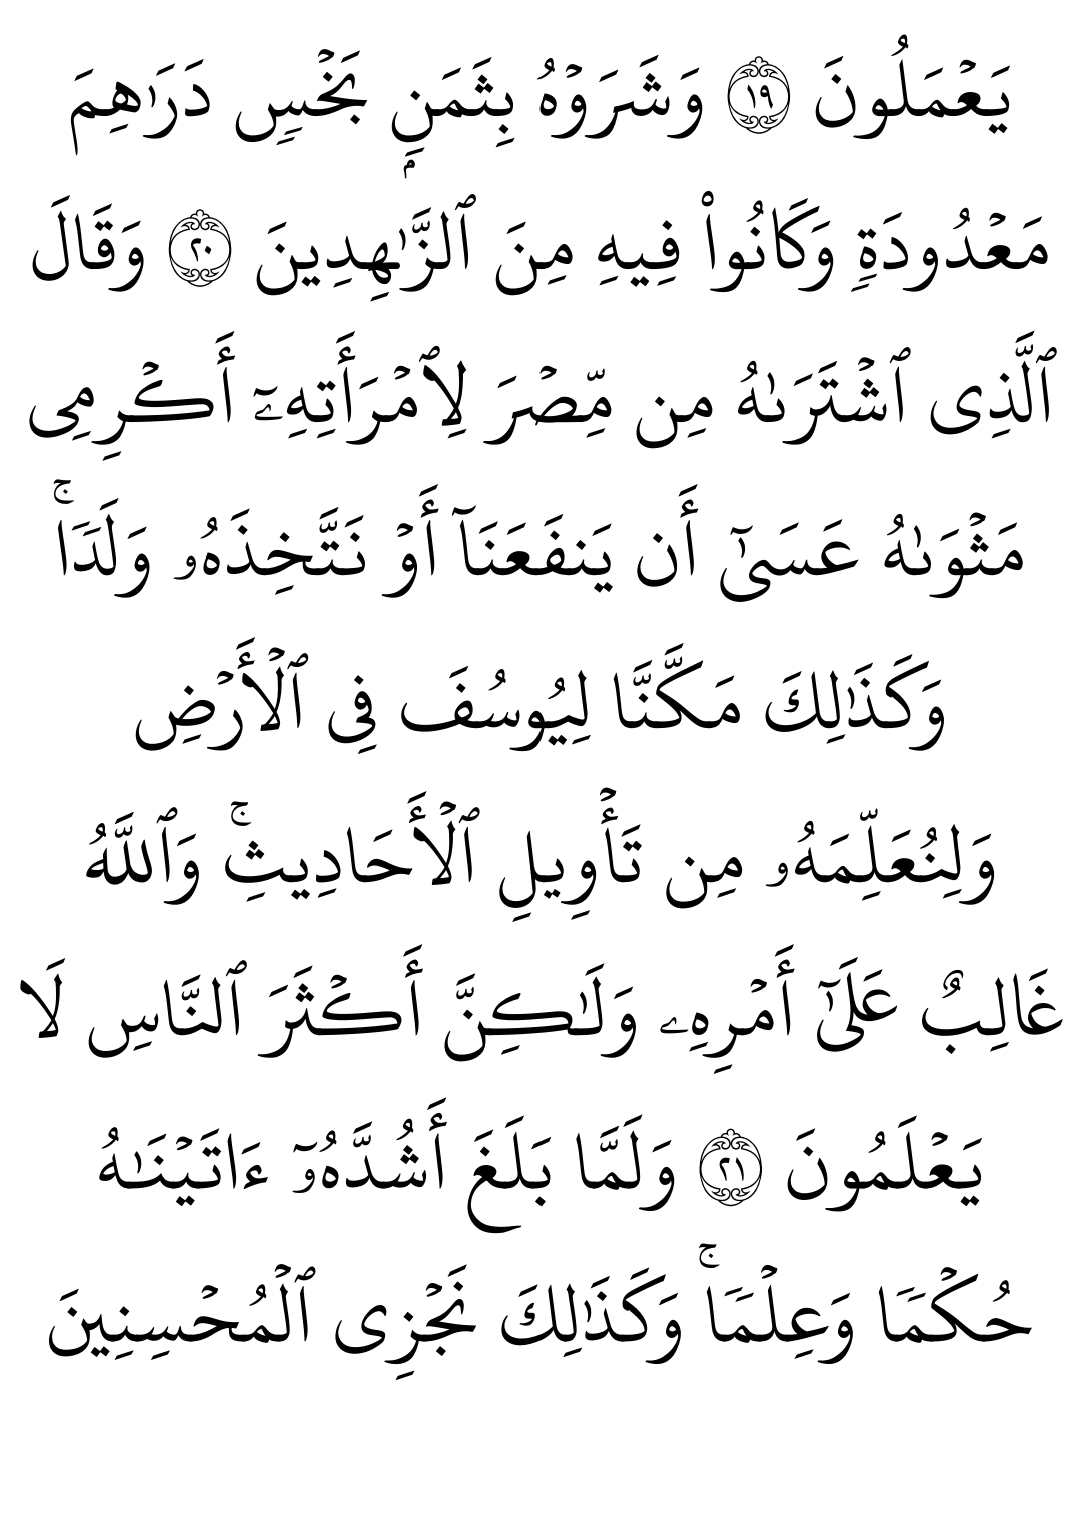 يَعۡمَلُونَ ١٩ وَشَرَوۡهُ بِثَمَنِۭ بَخۡسٖ دَرَٰهِمَ
مَعۡدُودَةٖ وَكَانُواْ فِيهِ مِنَ ٱلزَّٰهِدِينَ ٢٠ وَقَالَ
ٱلَّذِي ٱشۡتَرَىٰهُ مِن مِّصۡرَ لِٱمۡرَأَتِهِۦٓ أَكۡرِمِي
مَثۡوَىٰهُ عَسَىٰٓ أَن يَنفَعَنَآ أَوۡ نَتَّخِذَهُۥ وَلَدٗاۚ
وَكَذَٰلِكَ مَكَّنَّا لِيُوسُفَ فِي ٱلۡأَرۡضِ
وَلِنُعَلِّمَهُۥ مِن تَأۡوِيلِ ٱلۡأَحَادِيثِۚ وَٱللَّهُ
غَالِبٌ عَلَىٰٓ أَمۡرِهِۦ وَلَٰكِنَّ أَكۡثَرَ ٱلنَّاسِ لَا
يَعۡلَمُونَ ٢١ وَلَمَّا بَلَغَ أَشُدَّهُۥٓ ءَاتَيۡنَٰهُ
حُكۡمٗا وَعِلۡمٗاۚ وَكَذَٰلِكَ نَجۡزِي ٱلۡمُحۡسِنِينَ